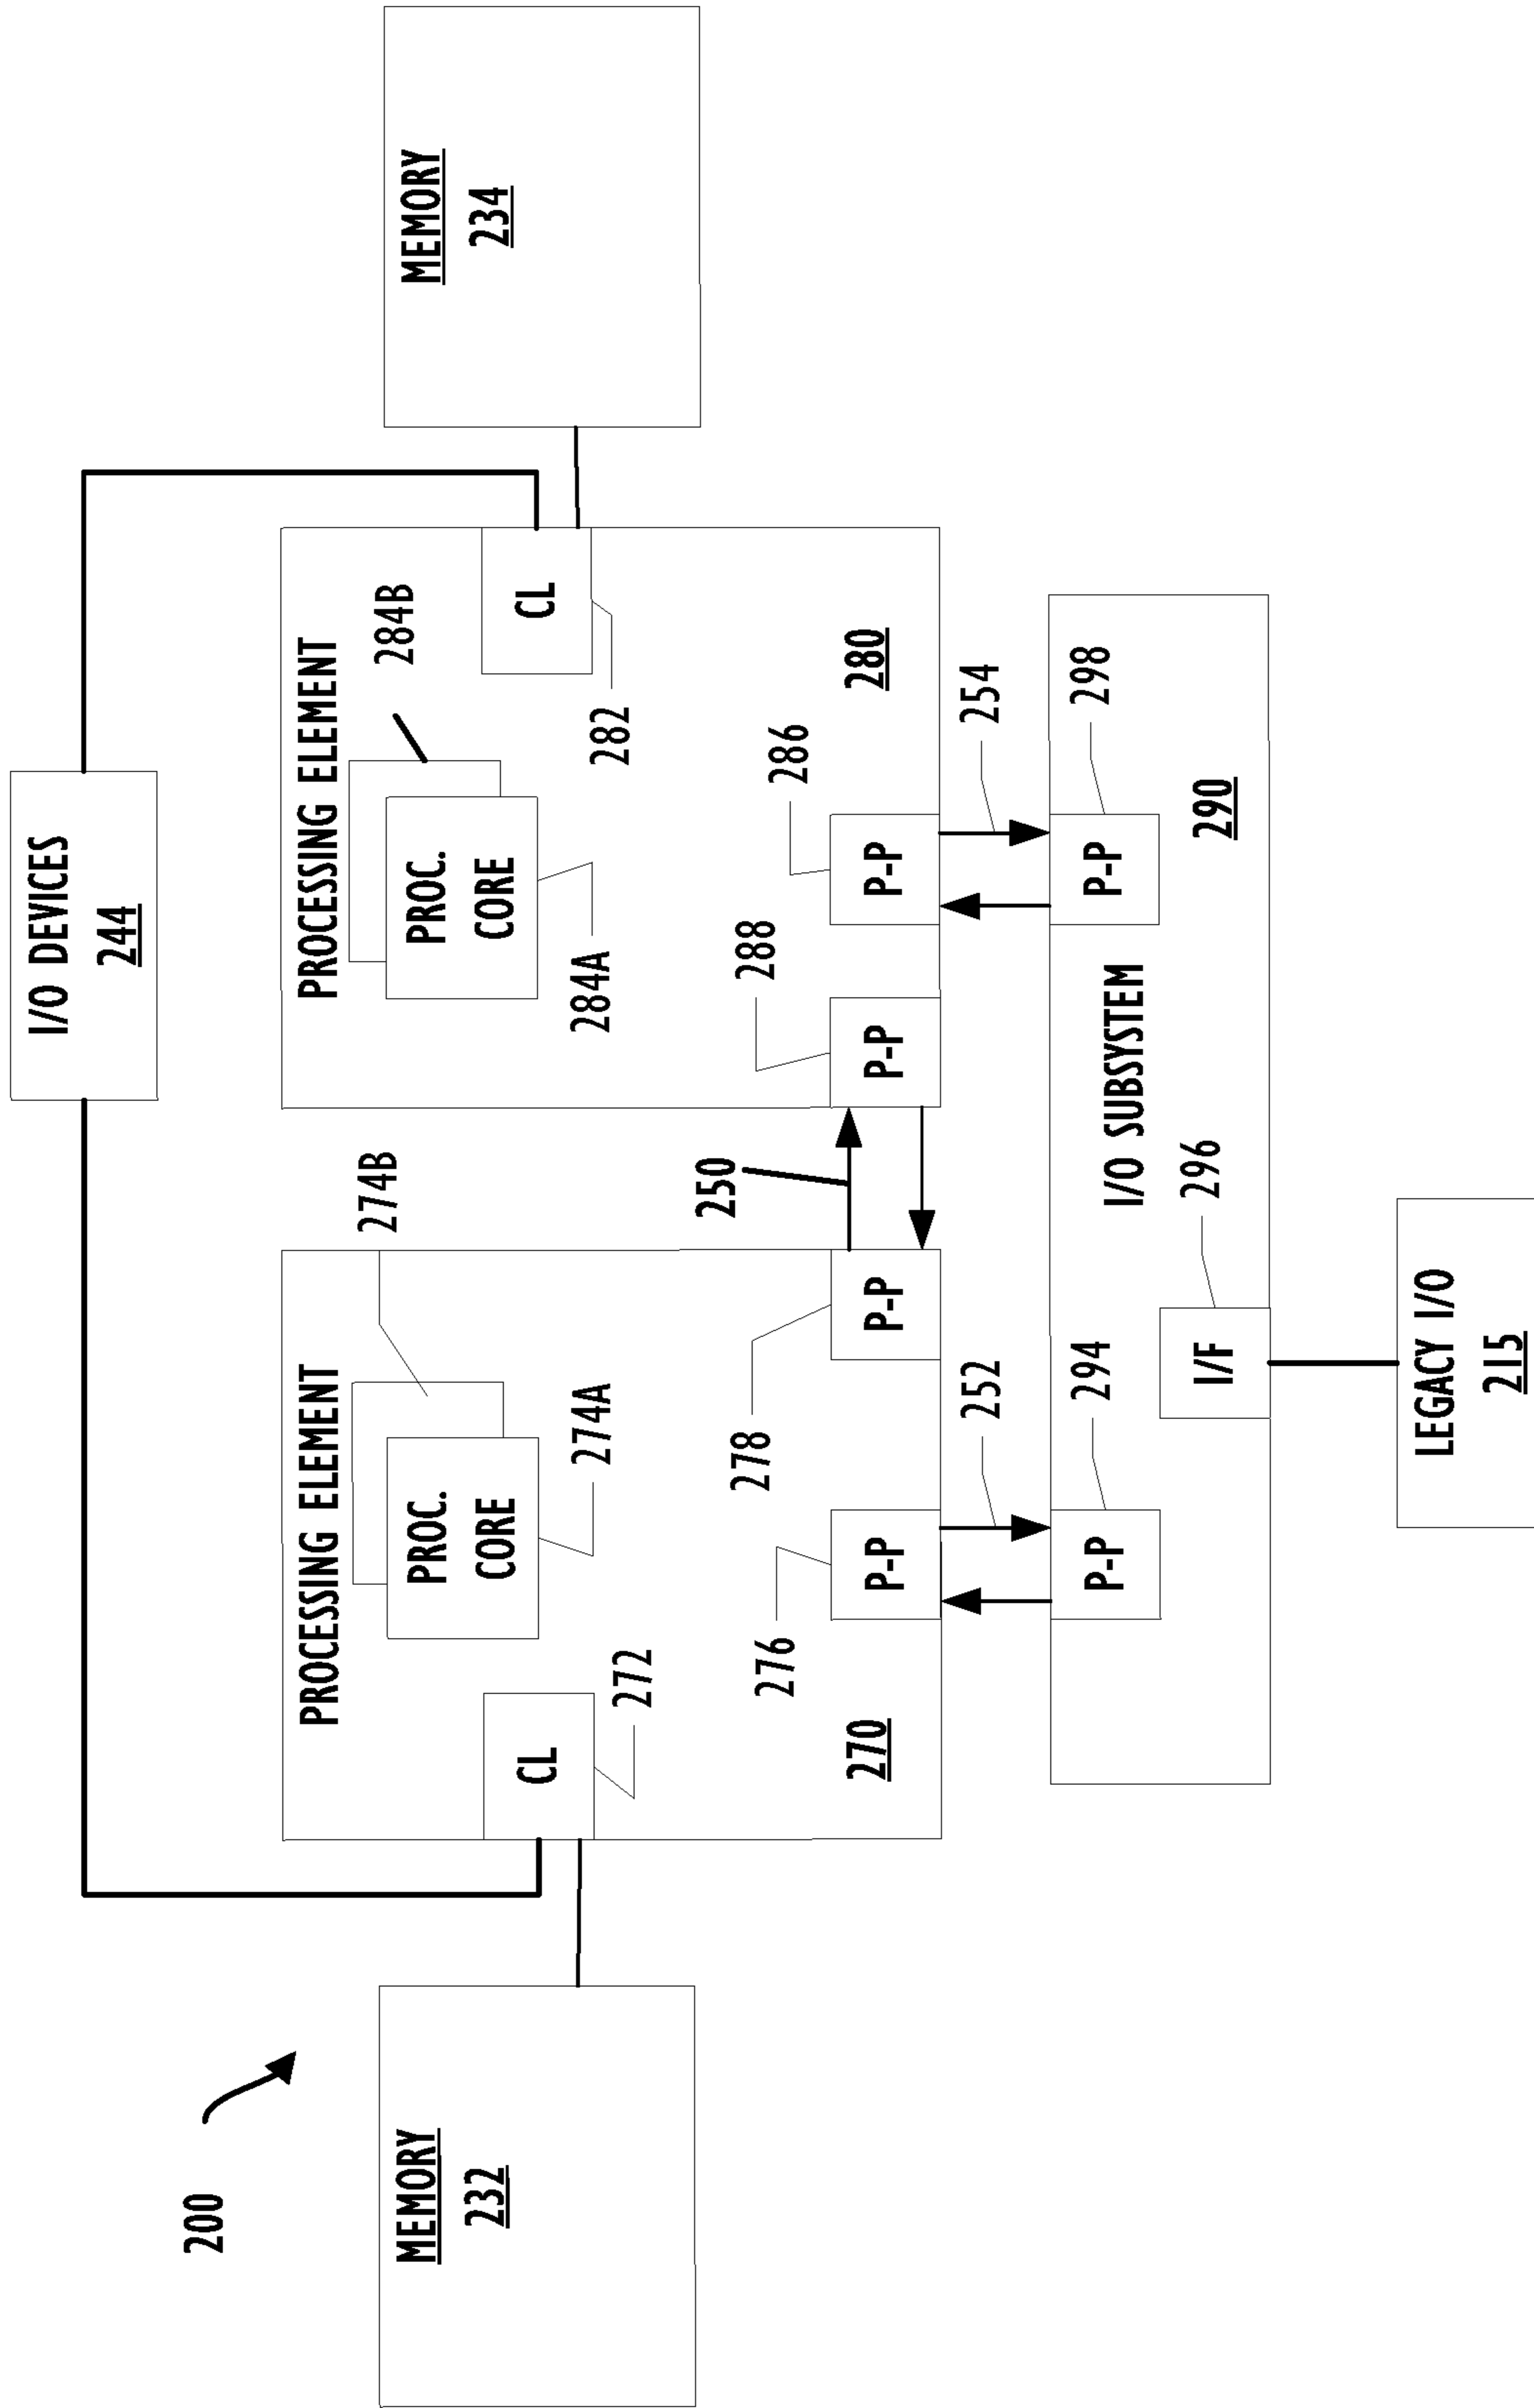 200
I/O DEVICES
244
MEMORY
232
PROCESSING ELEMENT
274B
PROC.
CORE
274A
CL
272
278
276
P-P
P-P
270
250
PROCESSING ELEMENT
284B
PROC.
CORE
284A
CL
282
288
286
P-P
P-P
280
MEMORY
234
252
254
294
298
P-P
P-P
I/O SUBSYSTEM
296
I/F
290
LEGACY I/O
215